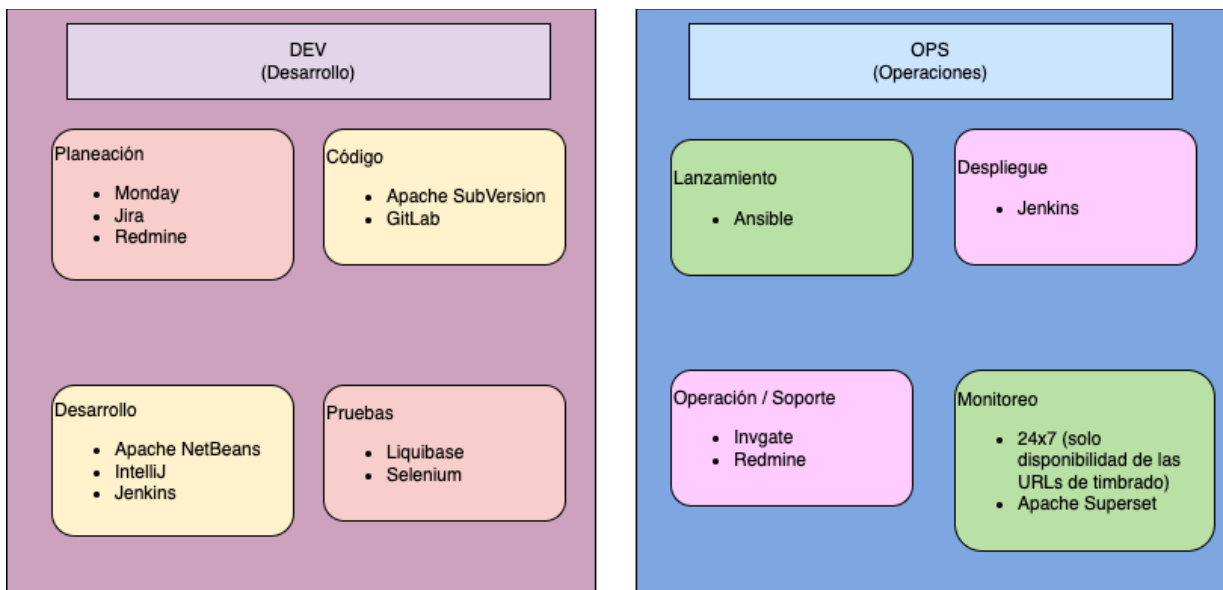 DEV
(Desarrollo)
Planeación
• Monday
• Jira
• Redmine
Código
• Apache SubVersion
• GitLab
Desarrollo
• Apache NetBeans
• IntelliJ
• Jenkins
Pruebas
• Liquibase
• Selenium
OPS
(Operaciones)
Lanzamiento
• Ansible
Despliegue
• Jenkins
Operación / Soporte
• Invgate
• Redmine
Monitoreo
• 24x7 (solo
disponibilidad de las
URLs de timbrado)
• Apache Superset